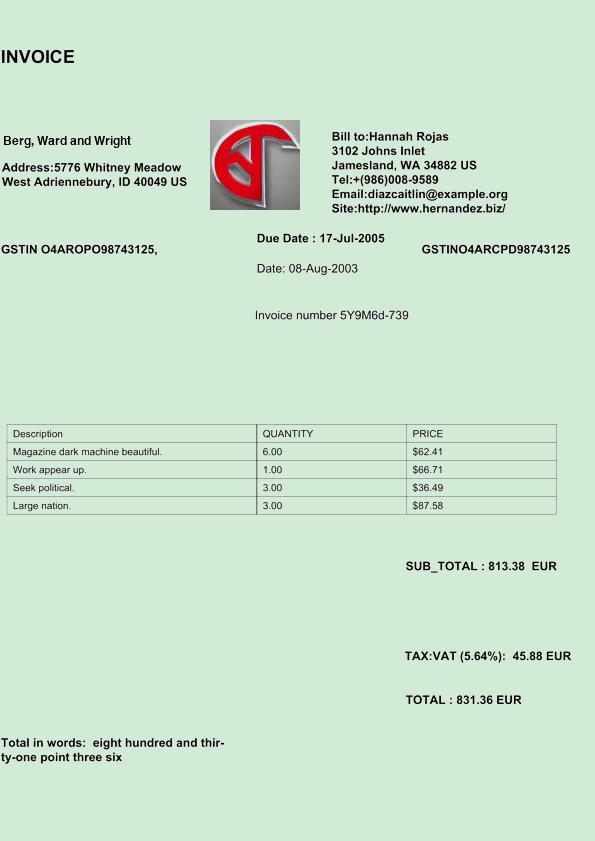 INVOICE
Berg, Ward and Wright
Address:5776 Whitney Meadow
West Adriennebury, ID 40049 US
Bill to:Hannah Rojas
3102 Johns Inlet
Jamesland, WA 34882 US
Tel:+(986)008-9589
Email:diazcaitlin@example.org
Site:http://www.hernandez.biz/
Due Date : 17-Jul-2005
GSTIN O4AROPO98743125,
GSTINO4ARCPD98743125
Date: 08-Aug-2003
Invoice number 5Y9M6d-739
Description QUANTITY PRICE
Magazine dark machine beautiful. 6.00 $62.41
Work appear up. 1.00 $66.71
Seek political. 3.00 $36.49
Large nation. 3.00 $87.58
SUB_TOTAL : 813.38  EUR
TAX:VAT (5.64%):  45.88 EUR
TOTAL : 831.36 EUR
Total in words:  eight hundred and thir-
ty-one point three six